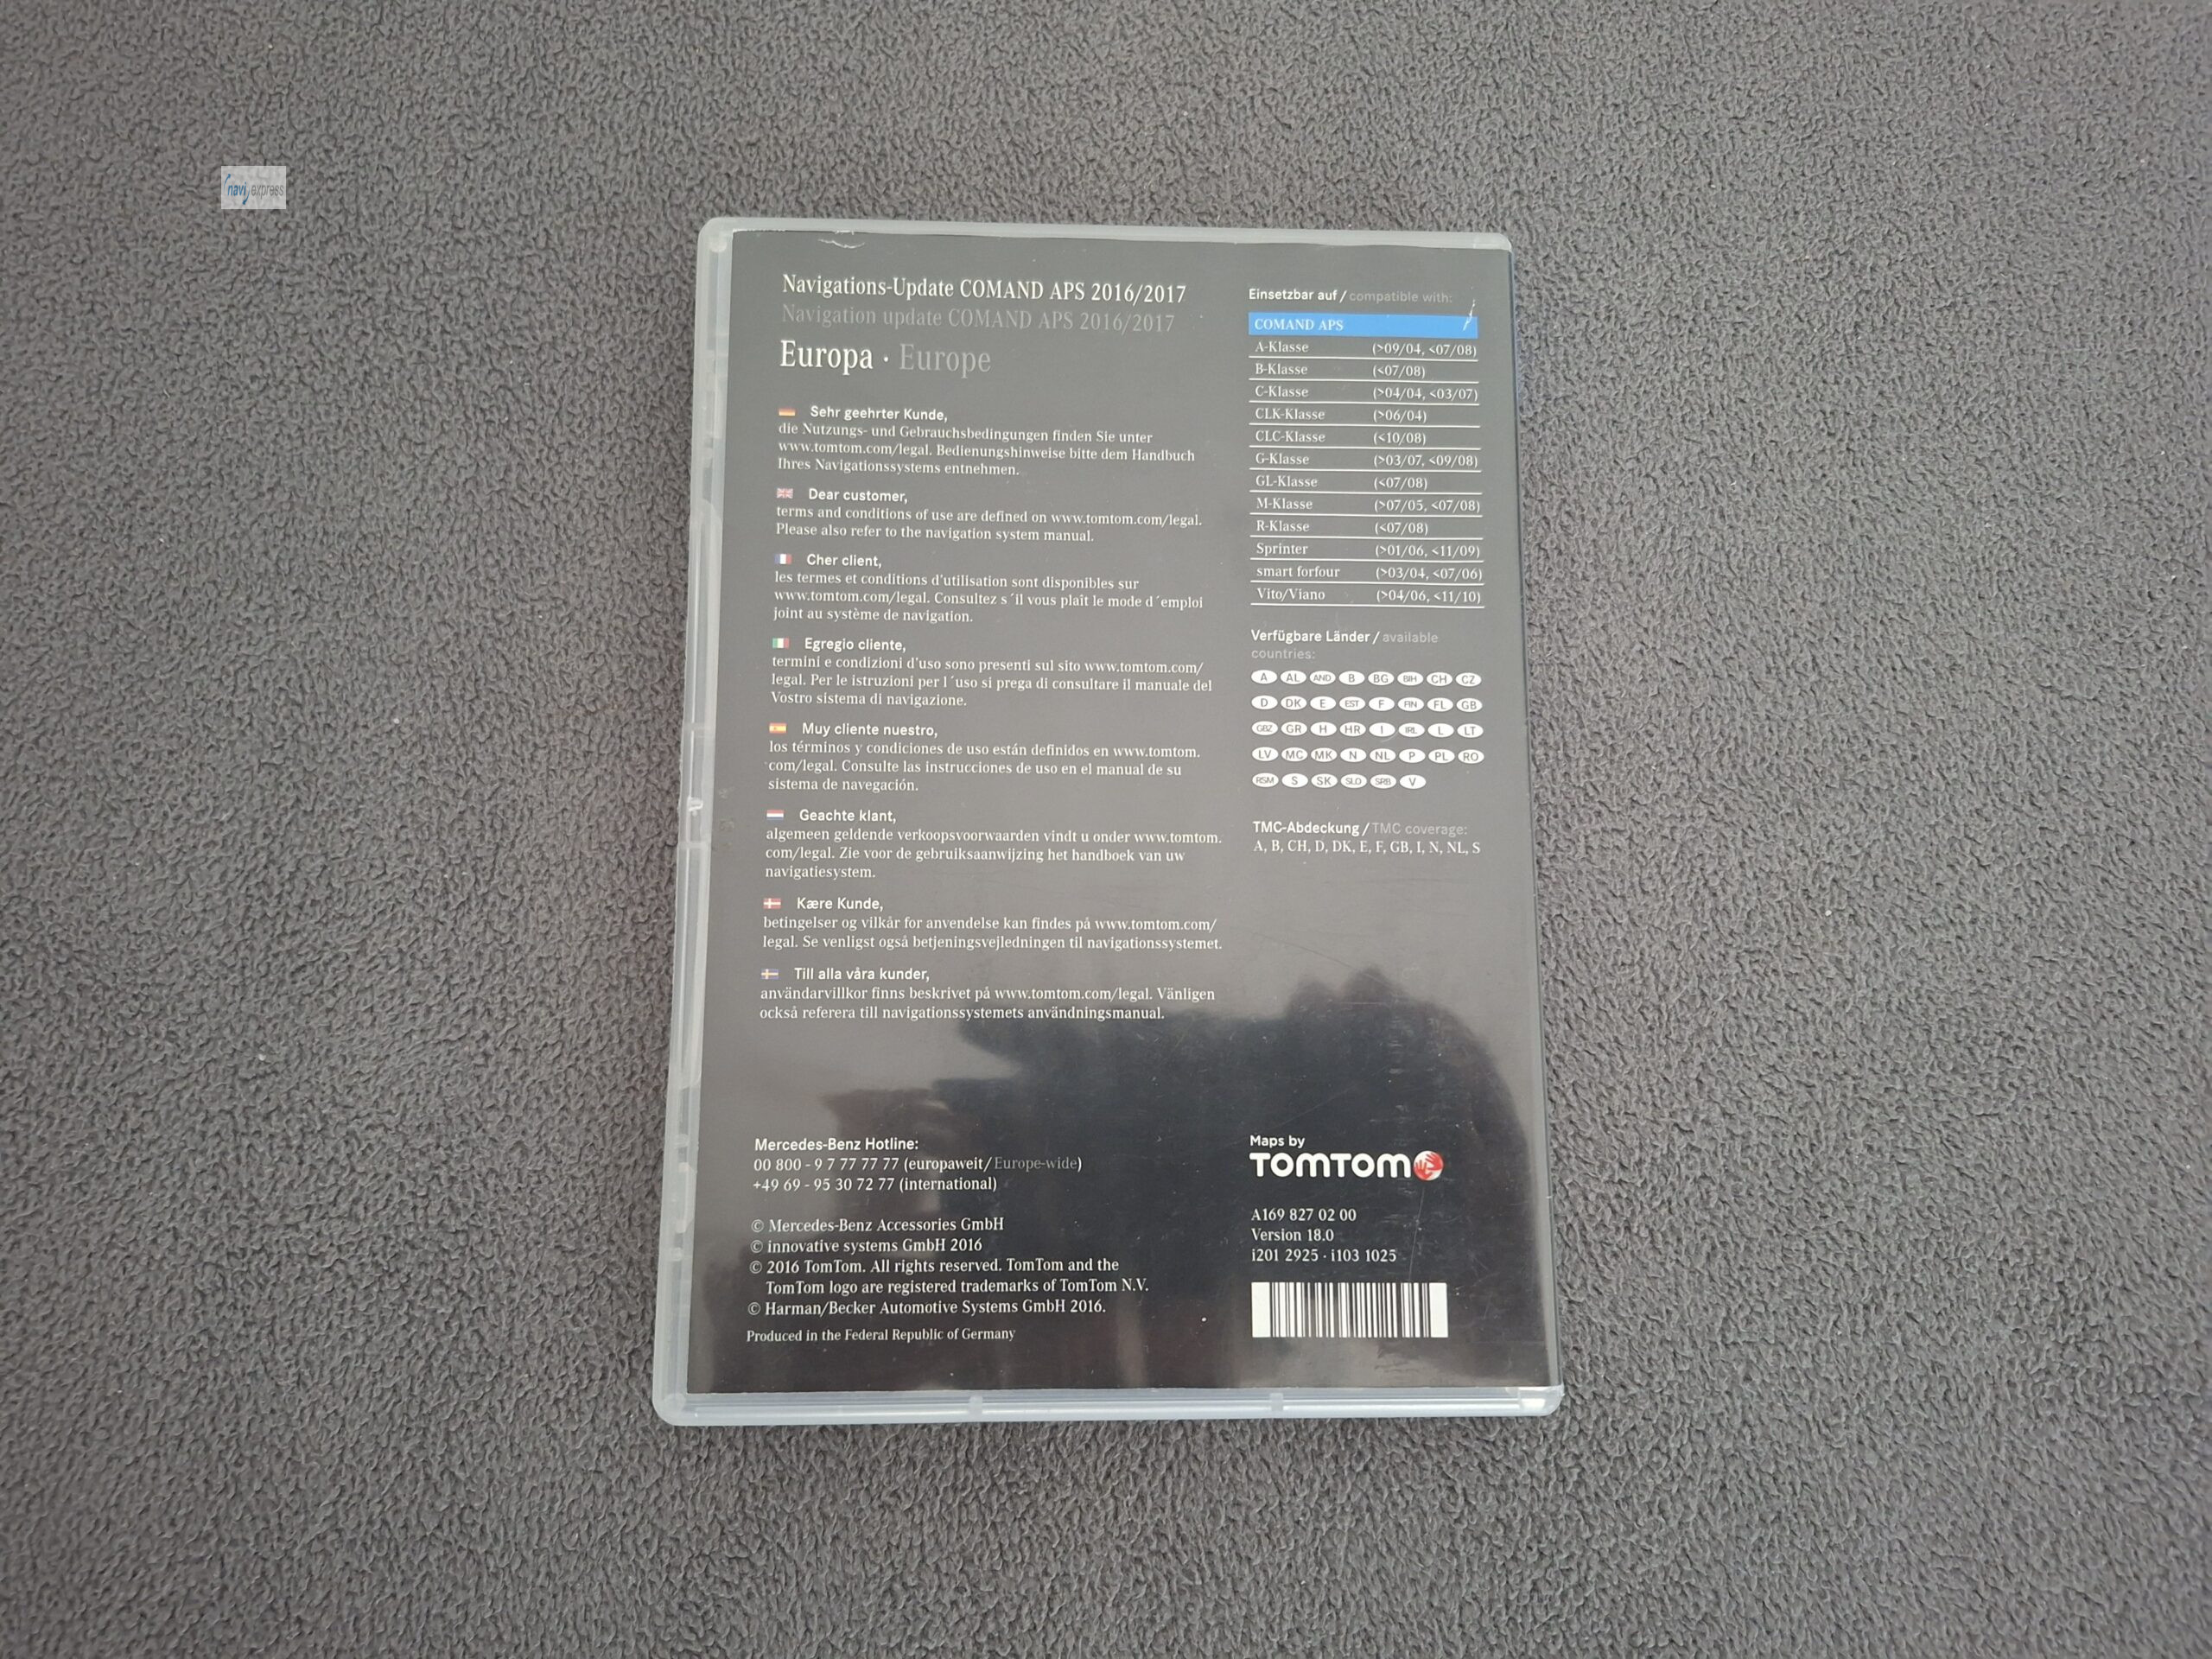 navi express
Navigations-Update COMAND APS 2016/2017
Navigation update COMAND APS 2016/2017
Europa · Europe
Sehr geehrter Kunde,
die Nutzungs- und Gebrauchsbedingungen finden Sie unter
www.tomtom.com/legal. Bedienungshinweise bitte dem Handbuch
Ihres Navigationssystems entnehmen.
Dear customer,
terms and conditions of use are defined on www.tomtom.com/legal.
Please also refer to the navigation system manual.
Cher client,
les termes et conditions d'utilisation sont disponibles sur
www.tomtom.com/legal. Consultez s´il vous plaît le mode d´emploi
joint au système de navigation.
Egregio cliente,
termini e condizioni d'uso sono presenti sul sito www.tomtom.com/
legal. Per le istruzioni per l´uso si prega di consultare il manuale del
Vostro sistema di navigazione.
Muy cliente nuestro,
los términos y condiciones de uso están definidos en www.tomtom.
com/legal. Consulte las instrucciones de uso en el manual de su
sistema de navegación.
Geachte klant,
algemeen geldende verkoopsvoorwaarden vindt u onder www.tomtom.
com/legal. Zie voor de gebruiksaanwijzing het handboek van uw
navigatiesystem.
Kære Kunde,
betingelser og vilkår for anvendelse kan findes på www.tomtom.com/
legal. Se venligst også betjeningsvejledningen til navigationssystemet.
Till alla våra kunder,
användarvillkor finns beskrivet på www.tomtom.com/legal. Vänligen
också referera till navigationssystemets användningsmanual.
Mercedes-Benz Hotline:
00 800 - 9 7 77 77 77 (europaweit/Europe-wide)
+49 69 - 95 30 72 77 (international)
© Mercedes-Benz Accessories GmbH
© innovative systems GmbH 2016
© 2016 TomTom. All rights reserved. TomTom and the
TomTom logo are registered trademarks of TomTom N.V.
© Harman/Becker Automotive Systems GmbH 2016.
Produced in the Federal Republic of Germany
Einsetzbar auf / compatible with:
COMAND APS
A-Klasse (>09/04, <07/08)
B-Klasse (<07/08)
C-Klasse (>04/04, <03/07)
CLK-Klasse (>06/04)
CLC-Klasse (<10/08)
G-Klasse (>03/07, <09/08)
GL-Klasse (<07/08)
M-Klasse (>07/05, <07/08)
R-Klasse (<07/08)
Sprinter (>01/06, <11/09)
smart forfour (>03/04, <07/06)
Vito/Viano (>04/06, <11/10)
Verfügbare Länder / available
countries:
A AL AND B BG BIH CH CZ
D DK E EST F FIN FL GB
GBZ GR H HR I IRL L LT
LV MC MK N NL P PL RO
RSM S SK SLO SRB V
TMC-Abdeckung / TMC coverage:
A, B, CH, D, DK, E, F, GB, I, N, NL, S
Maps by
TOMTOM
A169 827 02 00
Version 18.0
i201 2925 · i103 1025